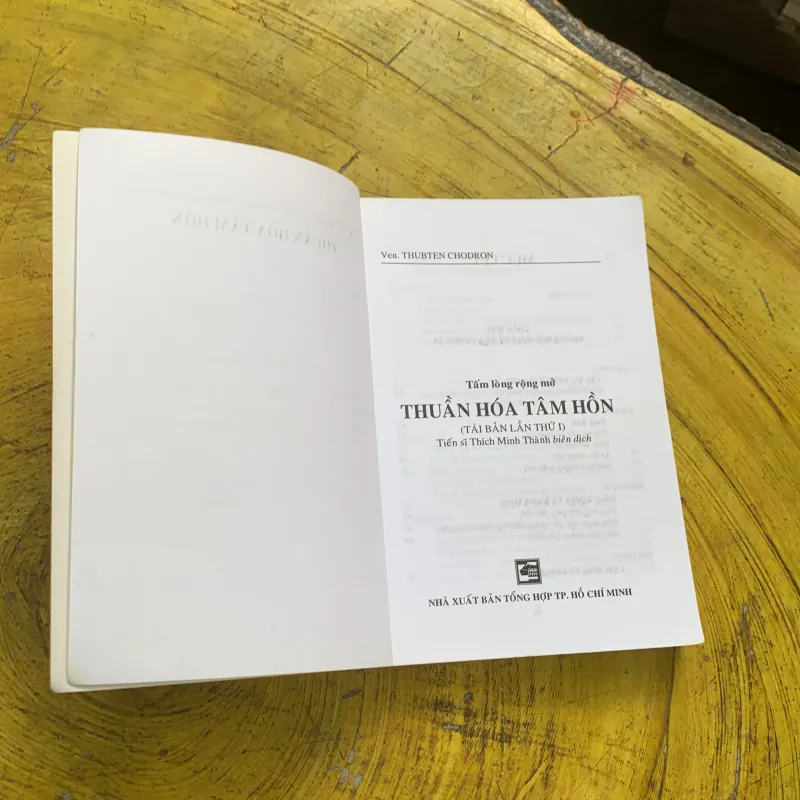 Ven. THUBTEN CHODRON
Tấm lòng rộng mở
THUẦN HÓA TÂM HỒN
(TÁI BẢN LẦN THỨ I)
Tiến sĩ Thích Minh Thành biên dịch
NHÀ XUẤT BẢN TỔNG HỢP TP. HỒ CHÍ MINH